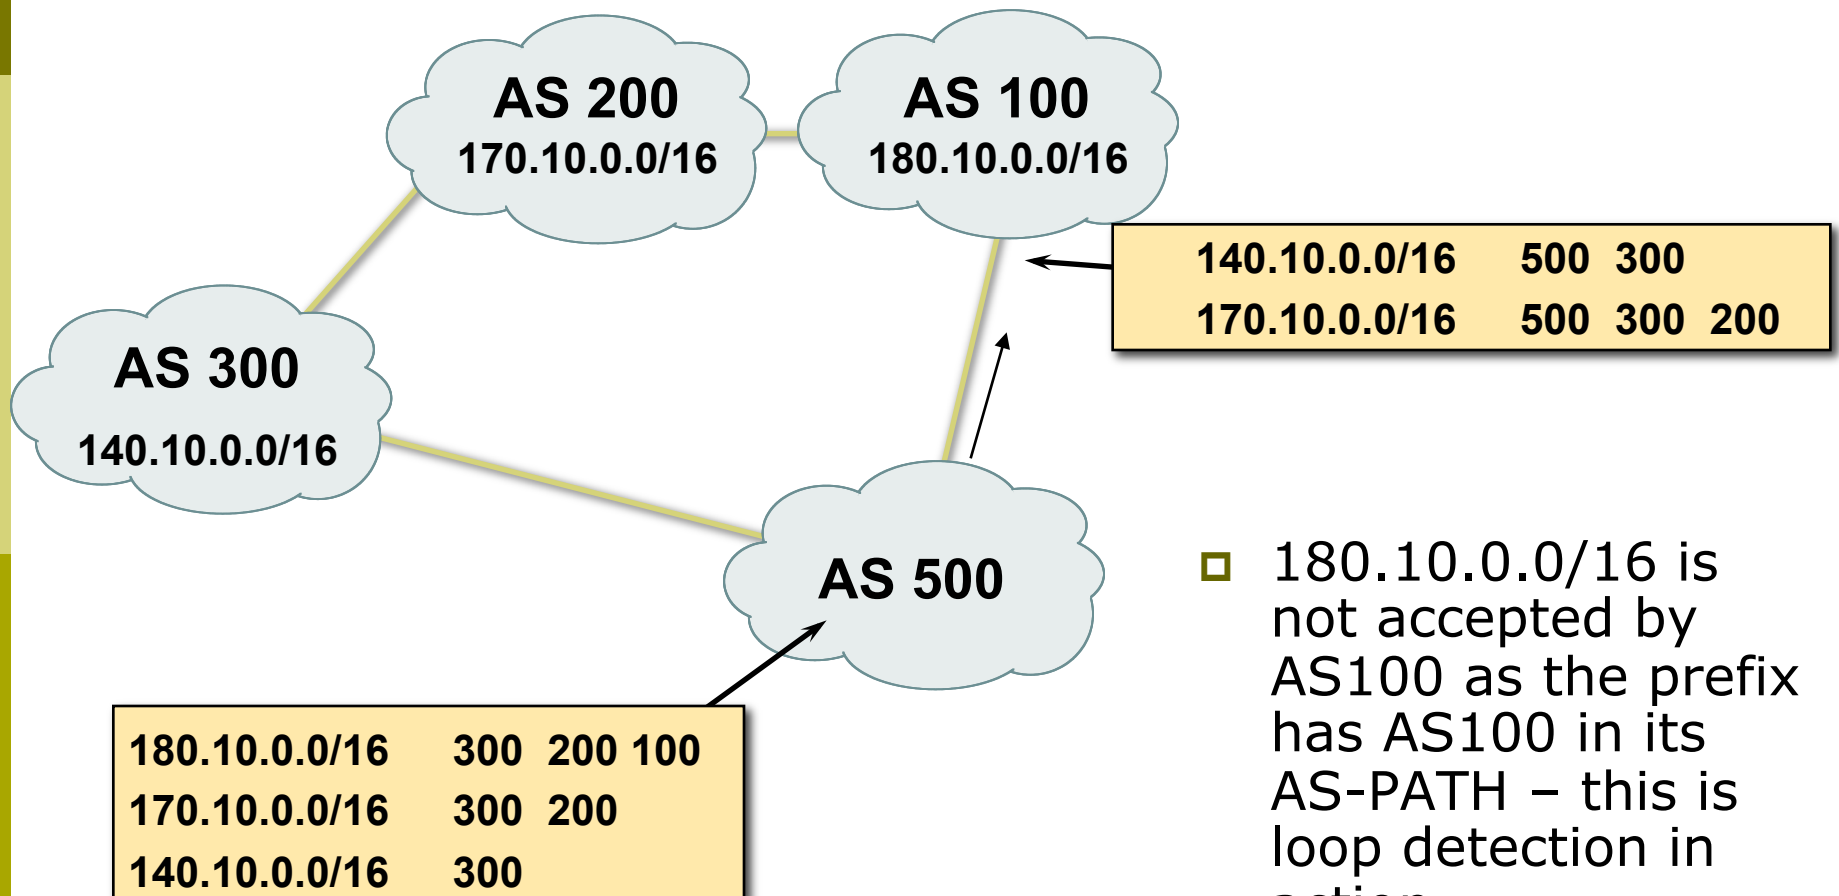 AS 200
170.10.0.0/16
AS 100
180.10.0.0/16
140.10.0.0/16 500 300
170.10.0.0/16 500 300 200
AS 300
140.10.0.0/16
AS 500
180.10.0.0/16 is
not accepted by
AS100 as the prefix
has AS100 in its
AS-PATH – this is
loop detection in
180.10.0.0/16 300 200 100
170.10.0.0/16 300 200
140.10.0.0/16 300